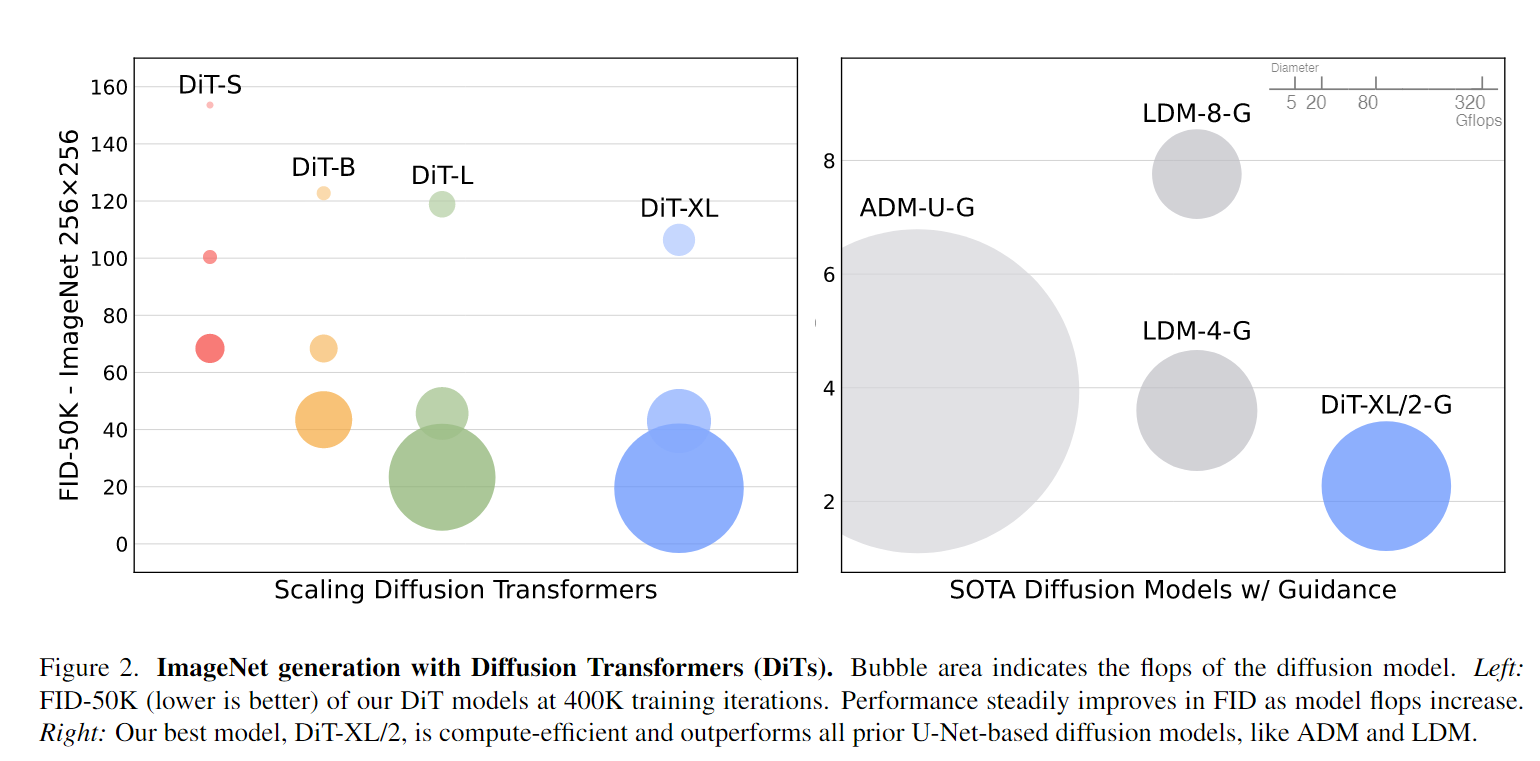 FID-50K - ImageNet 256×256
160
140
120
100
80
60
40
20
0
DiT-S
DiT-B
DiT-L
DiT-XL
Scaling Diffusion Transformers
8
6
4
2
Diameter
5 20 80 320
Gflops
LDM-8-G
ADM-U-G
LDM-4-G
DiT-XL/2-G
SOTA Diffusion Models w/ Guidance
Figure 2. ImageNet generation with Diffusion Transformers (DiTs). Bubble area indicates the flops of the diffusion model. Left:
FID-50K (lower is better) of our DiT models at 400K training iterations. Performance steadily improves in FID as model flops increase.
Right: Our best model, DiT-XL/2, is compute-efficient and outperforms all prior U-Net-based diffusion models, like ADM and LDM.